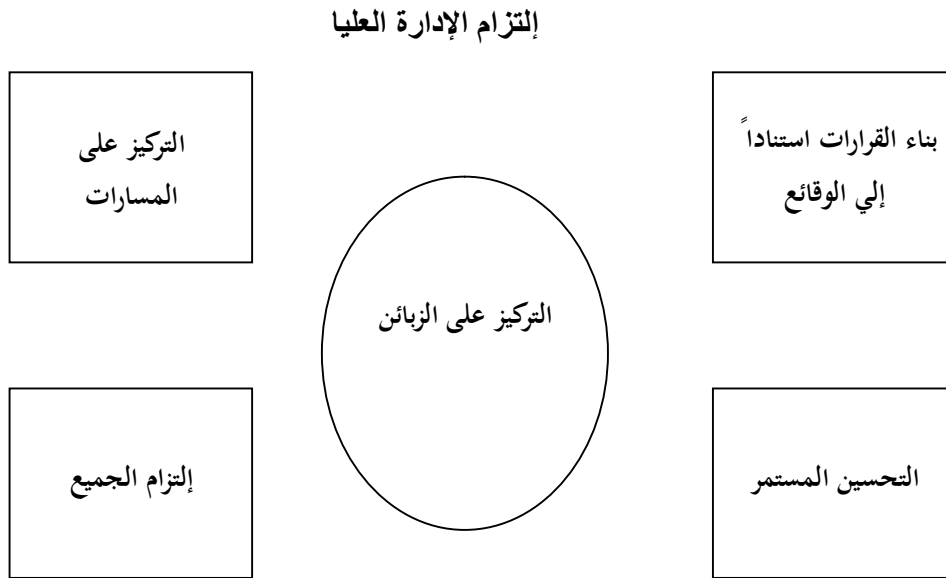 إلتزام الإدارة العليا
بناء القرارات استناداً
إلي الوقائع
التركيز على
المسارات
التركيز على الزبائن
التحسين المستمر
إلتزام الجميع